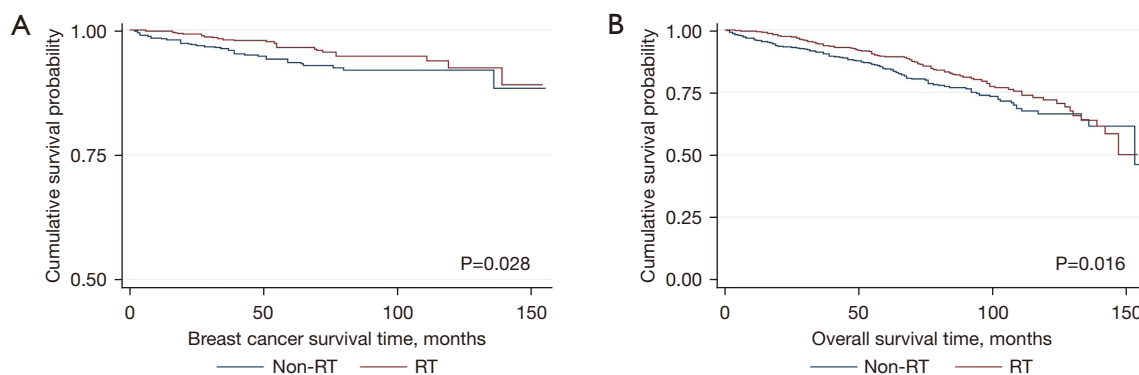 A
Cumulative survival probability
1.00
0.75
0.50
P=0.028
0 50 100 150
Breast cancer survival time, months
Non-RT RT
B
Cumulative survival probability
1.00
0.75
0.50
0.25
0.00
P=0.016
0 50 100 150
Overall survival time, months
Non-RT RT